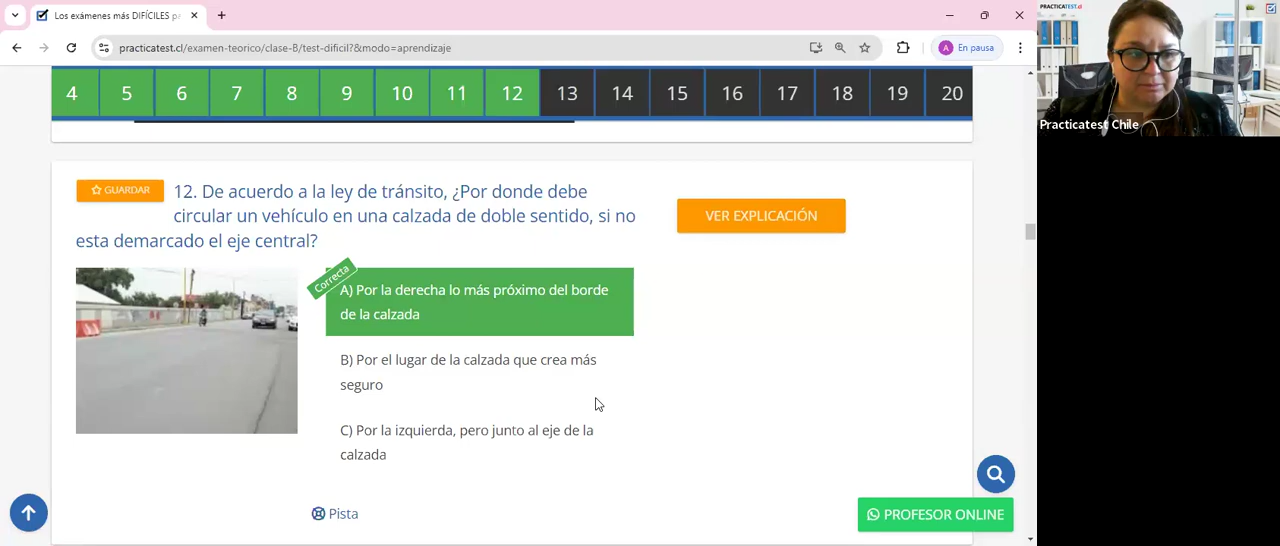 Los exámenes más DIFÍCILES pa
practicatest.cl/examen-teorico/clase-B/test-dificil?&modo=aprendizaje
A
En pausa
PRACTICATEST.cl
Practicatest Chile
4 5 6 7 8 9 10 11 12 13 14 15 16 17 18 19 20
GUARDAR
12. De acuerdo a la ley de tránsito, ¿Por donde debe
circular un vehículo en una calzada de doble sentido, si no
esta demarcado el eje central?
VER EXPLICACIÓN
Correcta
A) Por la derecha lo más próximo del borde
de la calzada
B) Por el lugar de la calzada que crea más
seguro
C) Por la izquierda, pero junto al eje de la
calzada
Pista
PROFESOR ONLINE